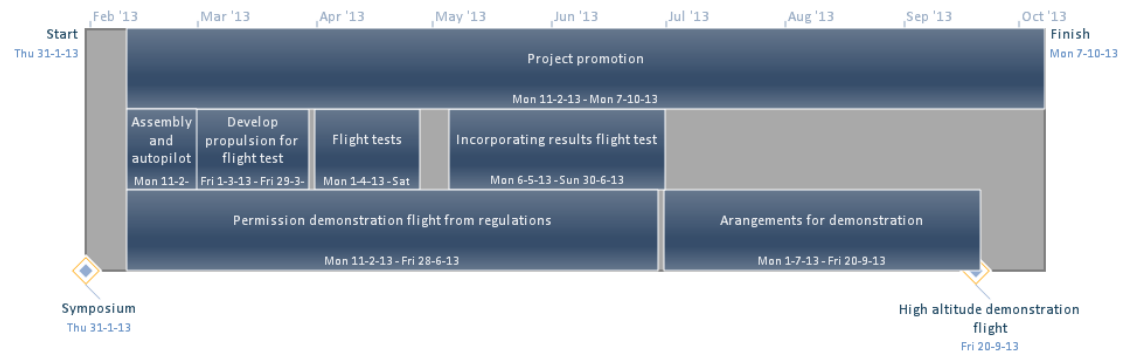 Feb '13 Mar '13 Apr '13 May '13 Jun '13 Jul '13 Aug '13 Sep '13 Oct '13
Start
Thu 31-1-13
Finish
Mon 7-10-13
Project promotion
Mon 11-2-13 - Mon 7-10-13
Assembly
and
autopilot
Mon 11-2-
Develop
propulsion for
flight test
Fri 1-3-13 - Fri 29-3-
Flight tests
Mon 1-4-13 - Sat
Incorporating results flight test
Mon 6-5-13 - Sun 30-6-13
Permission demonstration flight from regulations
Mon 11-2-13 - Fri 28-6-13
Arangements for demonstration
Mon 1-7-13 - Fri 20-9-13
Symposium
Thu 31-1-13
High altitude demonstration
flight
Fri 20-9-13